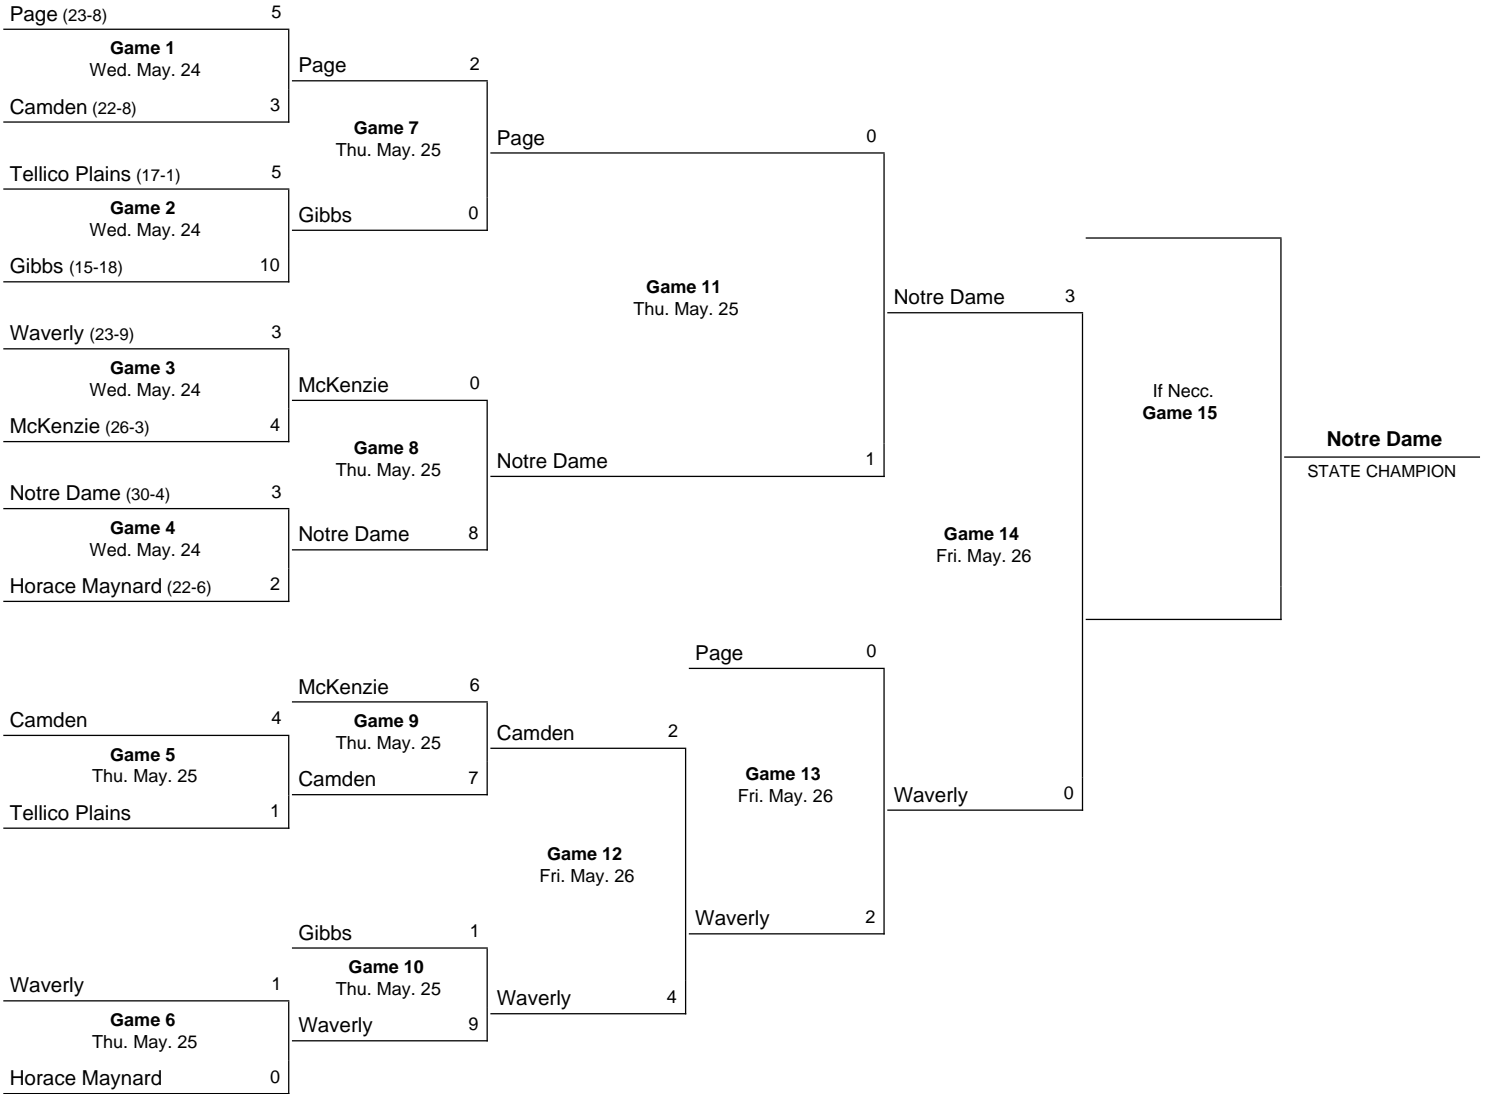 Page (23-8) 5
Game 1
Wed. May. 24
Camden (22-8) 3
Tellico Plains (17-1) 5
Game 2
Wed. May. 24
Gibbs (15-18) 10
Waverly (23-9) 3
Game 3
Wed. May. 24
McKenzie (26-3) 4
Notre Dame (30-4) 3
Game 4
Wed. May. 24
Horace Maynard (22-6) 2
Camden 4
Game 5
Thu. May. 25
Tellico Plains 1
Waverly 1
Game 6
Thu. May. 25
Horace Maynard 0
Page 2
Game 7
Thu. May. 25
Gibbs 0
McKenzie 0
Game 8
Thu. May. 25
Notre Dame 8
McKenzie 6
Game 9
Thu. May. 25
Camden 7
Gibbs 1
Game 10
Thu. May. 25
Waverly 9
Page 0
Game 11
Thu. May. 25
Notre Dame 1
Camden 2
Game 12
Fri. May. 26
Waverly 4
Page 0
Game 13
Fri. May. 26
Waverly 2
Notre Dame 3
Game 14
Fri. May. 26
Waverly 0
If Necc.
Game 15
Notre Dame
STATE CHAMPION